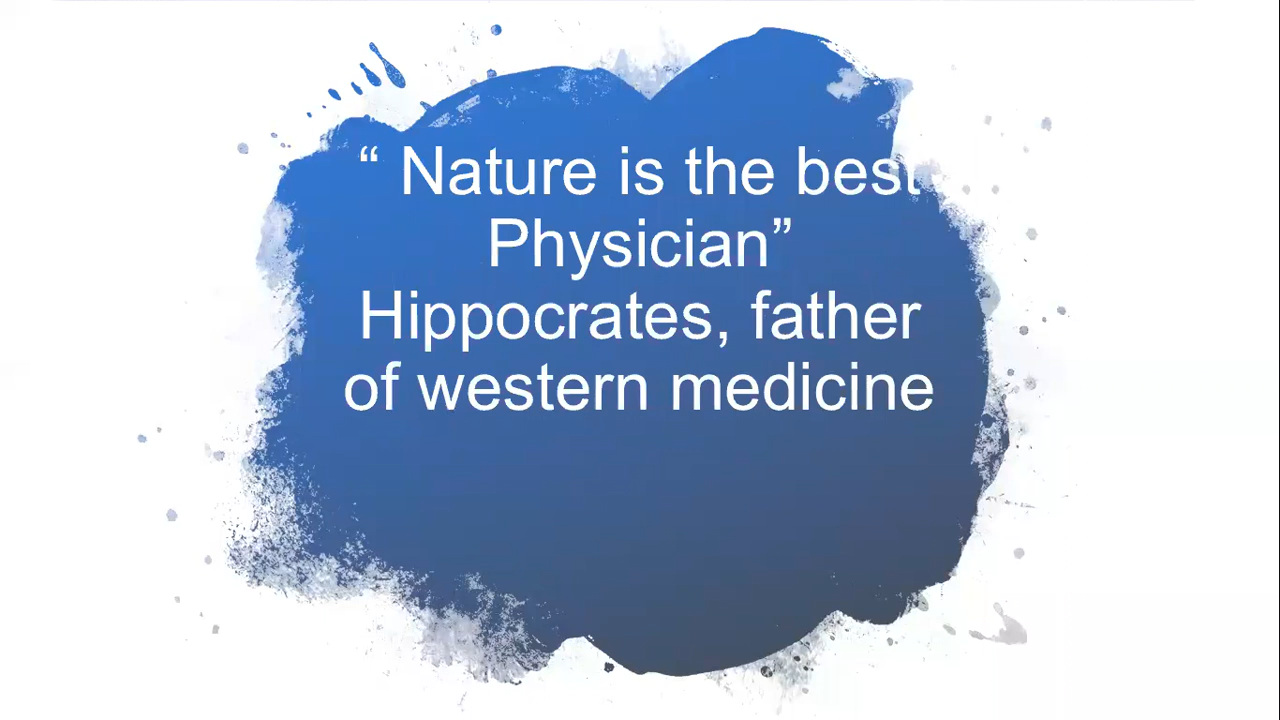 “ Nature is the best
Physician”
Hippocrates, father
of western medicine